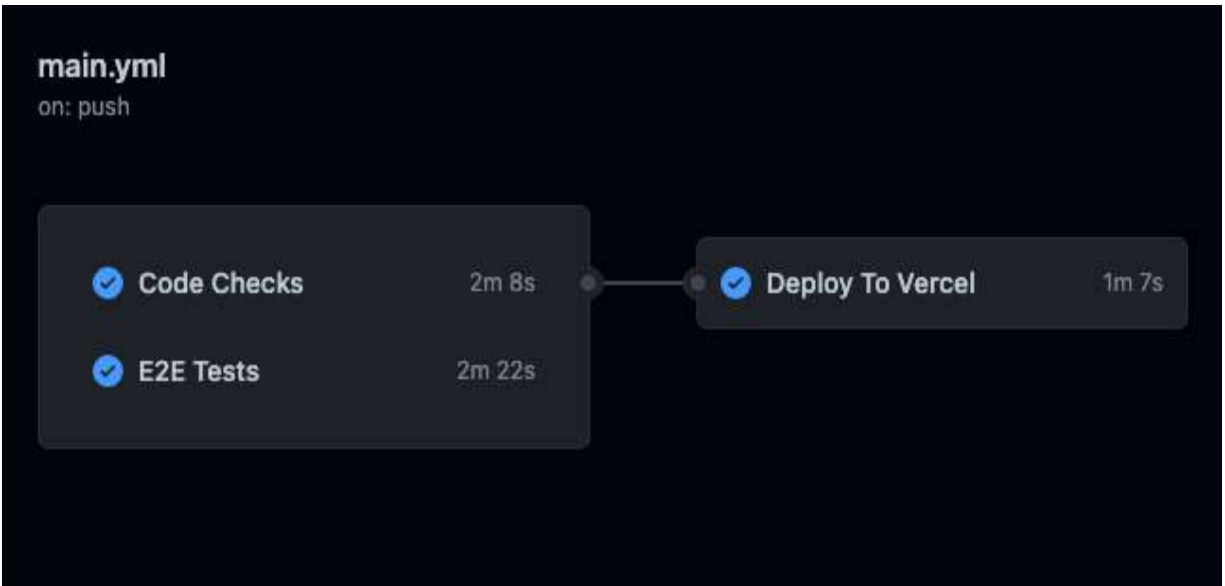 main.yml
on: push
Code Checks 2m 8s
E2E Tests 2m 22s
Deploy To Vercel 1m 7s